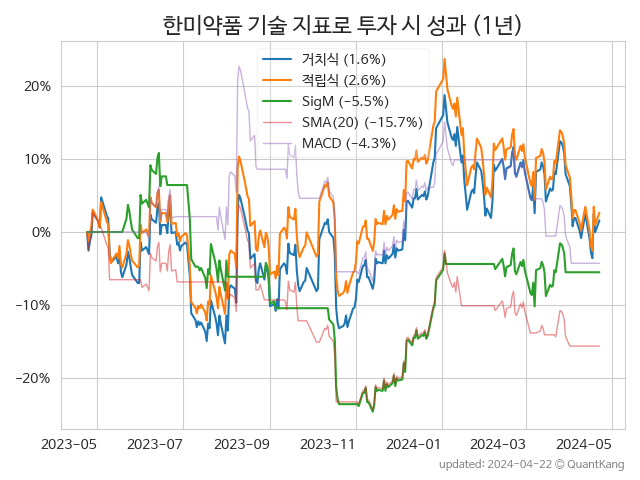 한미약품 기술 지표로 투자 시 성과 (1년)
거치식 (1.6%)
적립식 (2.6%)
SigM (−5.5%)
SMA(20) (−15.7%)
MACD (−4.3%)
20%
10%
0%
−10%
−20%
2023-05 2023-07 2023-09 2023-11 2024-01 2024-03 2024-05
updated: 2024-04-22 ⓒ QuantKang